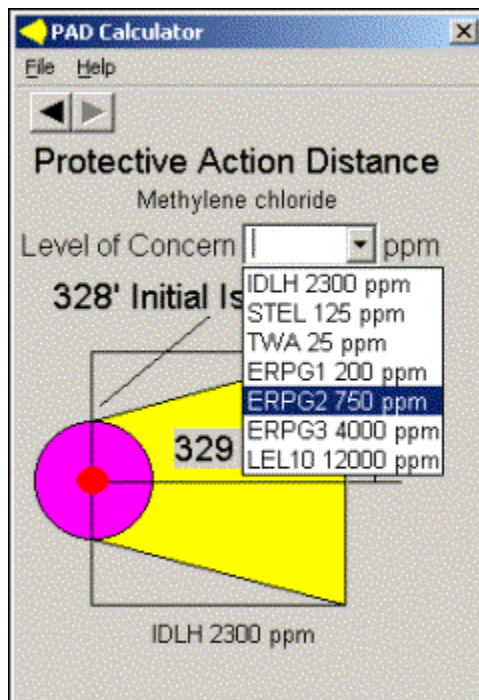 PAD Calculator
File Help
Protective Action Distance
Methylene chloride
Level of Concern ppm
IDLH 2300 ppm
328' Initial Is
STEL 125 ppm
TWA 25 ppm
ERPG1 200 ppm
ERPG2 750 ppm
329
ERPG3 4000 ppm
LEL10 12000 ppm
IDLH 2300 ppm